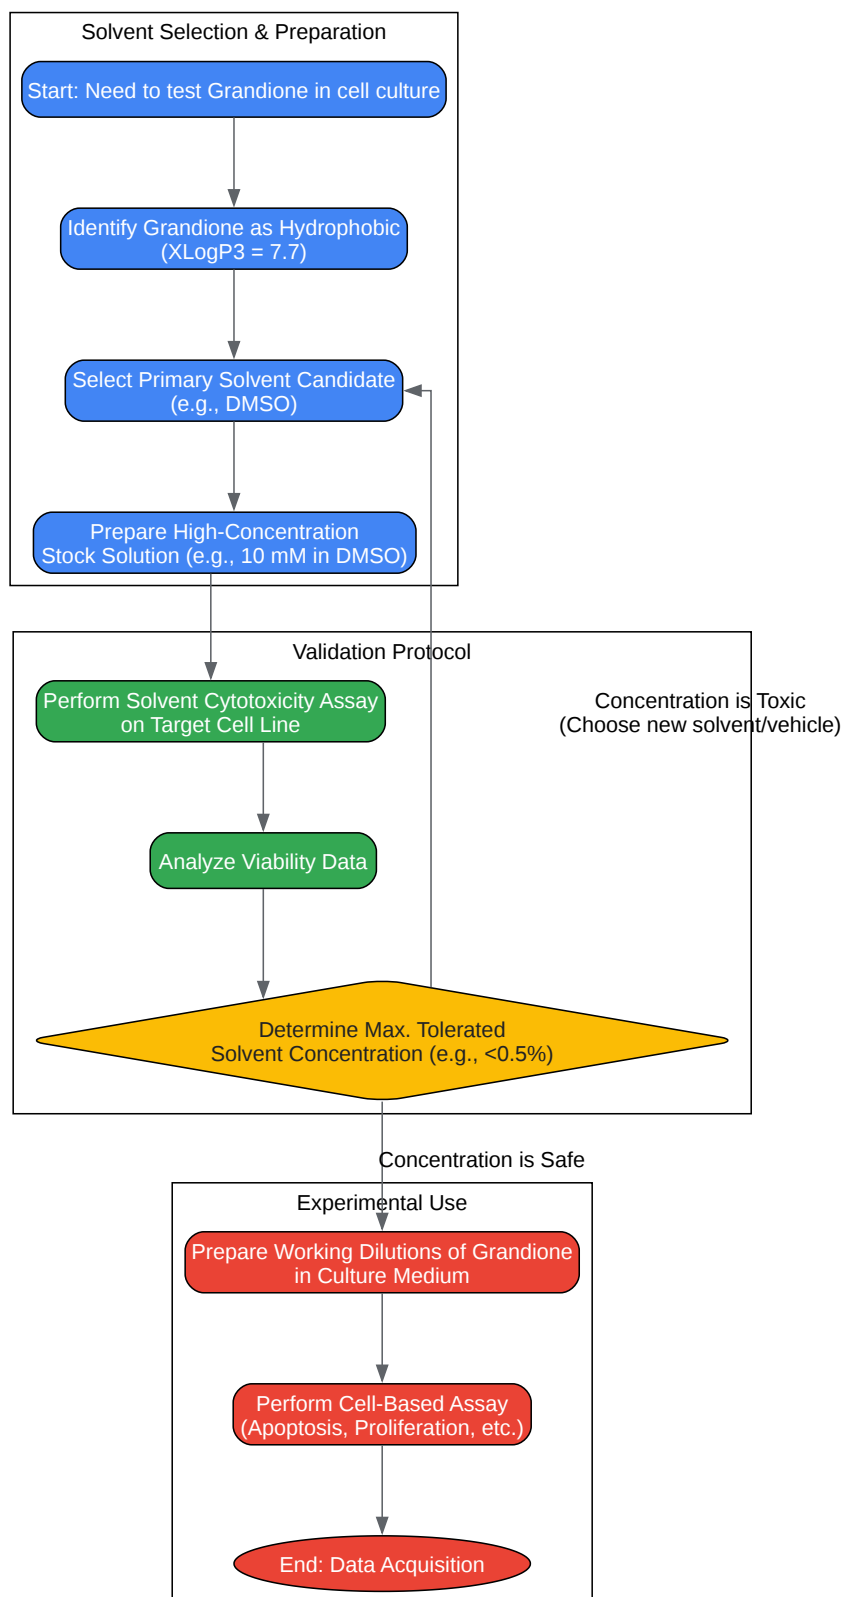 Solvent Selection & Preparation
Start: Need to test Grandione in cell culture
Identify Grandione as Hydrophobic
(XLogP3 = 7.7)
Select Primary Solvent Candidate
(e.g., DMSO)
Prepare High-Concentration
Stock Solution (e.g., 10 mM in DMSO)
Validation Protocol
Perform Solvent Cytotoxicity Assay
on Target Cell Line
Concentration is Toxic
(Choose new solvent/vehicle)
Analyze Viability Data
Determine Max. Tolerated
Solvent Concentration (e.g., <0.5%)
Concentration is Safe
Experimental Use
Prepare Working Dilutions of Grandione
in Culture Medium
Perform Cell-Based Assay
(Apoptosis, Proliferation, etc.)
End: Data Acquisition